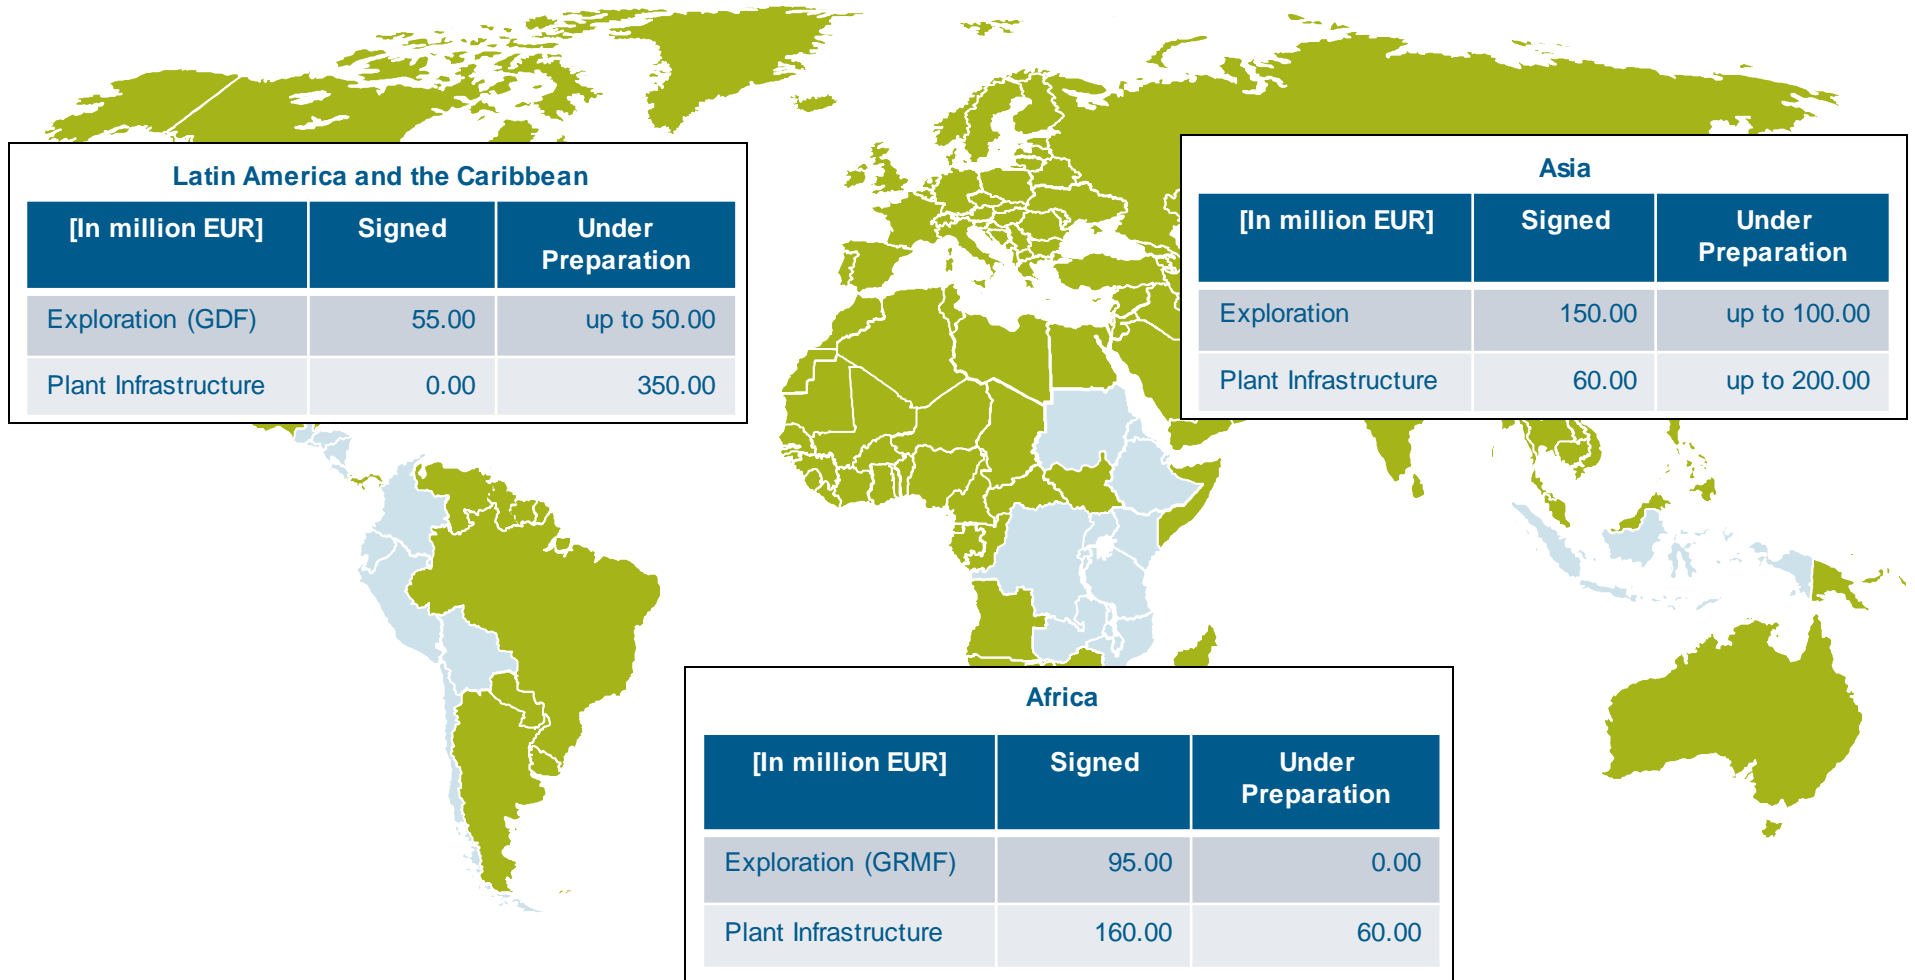 Latin America and the Caribbean
[In million EUR] Signed Under
Preparation
Exploration (GDF) 55.00 up to 50.00
Plant Infrastructure 0.00 350.00
Asia
[In million EUR] Signed Under
Preparation
Exploration 150.00 up to 100.00
Plant Infrastructure 60.00 up to 200.00
Africa
[In million EUR] Signed Under
Preparation
Exploration (GRMF) 95.00 0.00
Plant Infrastructure 160.00 60.00